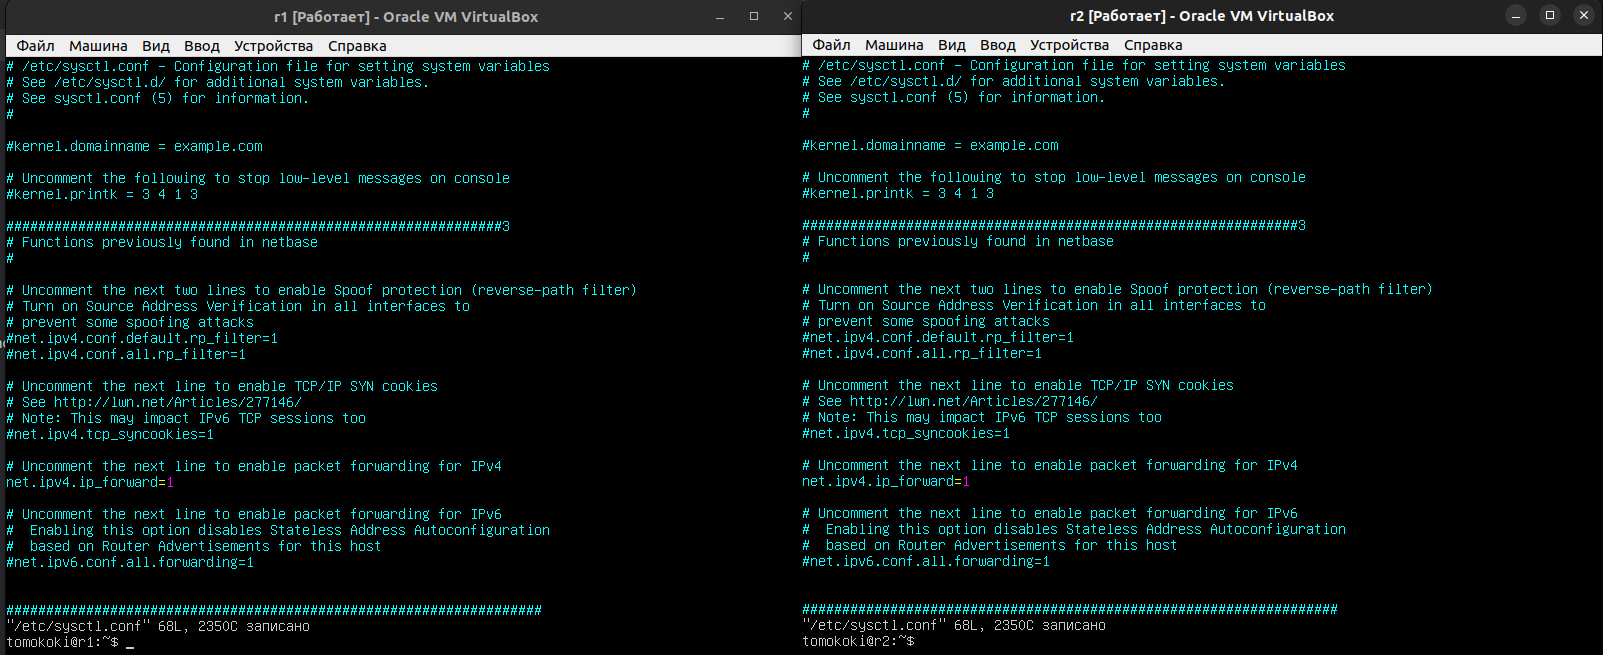 r1 [Работает] - Oracle VM VirtualBox
Файл Машина Вид Ввод Устройства Справка
# /etc/sysctl.conf - Configuration file for setting system variables
# See /etc/sysctl.d/ for additional system variables.
# See sysctl.conf (5) for information.
#
#kernel.domainname = example.com
# Uncomment the following to stop low-level messages on console
#kernel.printk = 3 4 1 3
##############################################################3
# Functions previously found in netbase
#
# Uncomment the next two lines to enable Spoof protection (reverse-path filter)
# Turn on Source Address Verification in all interfaces to
# prevent some spoofing attacks
#net.ipv4.conf.default.rp_filter=1
#net.ipv4.conf.all.rp_filter=1
# Uncomment the next line to enable TCP/IP SYN cookies
# See http://lwn.net/Articles/277146/
# Note: This may impact IPv6 TCP sessions too
#net.ipv4.tcp_syncookies=1
# Uncomment the next line to enable packet forwarding for IPv4
net.ipv4.ip_forward=1
# Uncomment the next line to enable packet forwarding for IPv6
#  Enabling this option disables Stateless Address Autoconfiguration
#  based on Router Advertisements for this host
#net.ipv6.conf.all.forwarding=1
###################################################################
"/etc/sysctl.conf" 68L, 2350C записано
tomokoki@r1:~$ _
r2 [Работает] - Oracle VM VirtualBox
Файл Машина Вид Ввод Устройства Справка
# /etc/sysctl.conf - Configuration file for setting system variables
# See /etc/sysctl.d/ for additional system variables.
# See sysctl.conf (5) for information.
#
#kernel.domainname = example.com
# Uncomment the following to stop low-level messages on console
#kernel.printk = 3 4 1 3
##############################################################3
# Functions previously found in netbase
#
# Uncomment the next two lines to enable Spoof protection (reverse-path filter)
# Turn on Source Address Verification in all interfaces to
# prevent some spoofing attacks
#net.ipv4.conf.default.rp_filter=1
#net.ipv4.conf.all.rp_filter=1
# Uncomment the next line to enable TCP/IP SYN cookies
# See http://lwn.net/Articles/277146/
# Note: This may impact IPv6 TCP sessions too
#net.ipv4.tcp_syncookies=1
# Uncomment the next line to enable packet forwarding for IPv4
net.ipv4.ip_forward=1
# Uncomment the next line to enable packet forwarding for IPv6
#  Enabling this option disables Stateless Address Autoconfiguration
#  based on Router Advertisements for this host
#net.ipv6.conf.all.forwarding=1
###################################################################
"/etc/sysctl.conf" 68L, 2350C записано
tomokoki@r2:~$